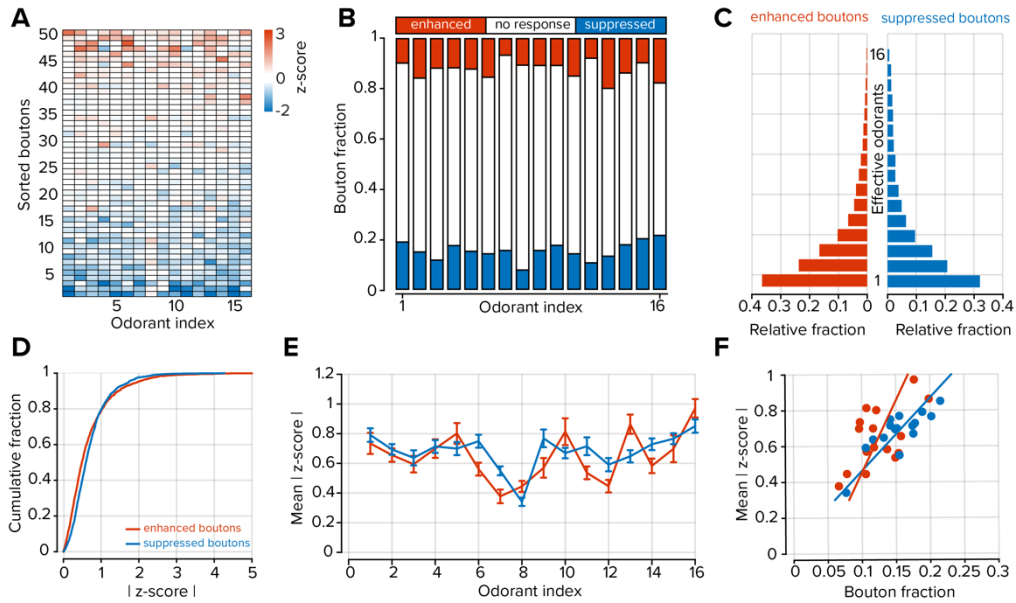 A
50
45
40
35
30
25
20
15
10
5
Sorted boutons
5
10
15
Odorant index
3
0
-2
z-score
B
enhanced
no response
suppressed
1
0.8
0.6
0.4
0.2
0
Bouton fraction
1
16
Odorant index
C
enhanced boutons
suppressed boutons
16
Effective odorants
1
0.4 0.3 0.2 0.1 0
0 0.1 0.2 0.3 0.4
Relative fraction
Relative fraction
D
1
0.8
0.6
0.4
0.2
0
Cumulative fraction
enhanced boutons
suppressed boutons
0 1 2 3 4 5
| z-score |
E
12
1
0.8
0.6
0.4
0.2
0
Mean | z-score |
0 2 4 6 8 10 12 14 16
Odorant index
F
1
0.8
0.6
0.4
0.2
0
Mean | z-score |
0 0.05 0.1 0.15 0.2 0.25 0.3
Bouton fraction